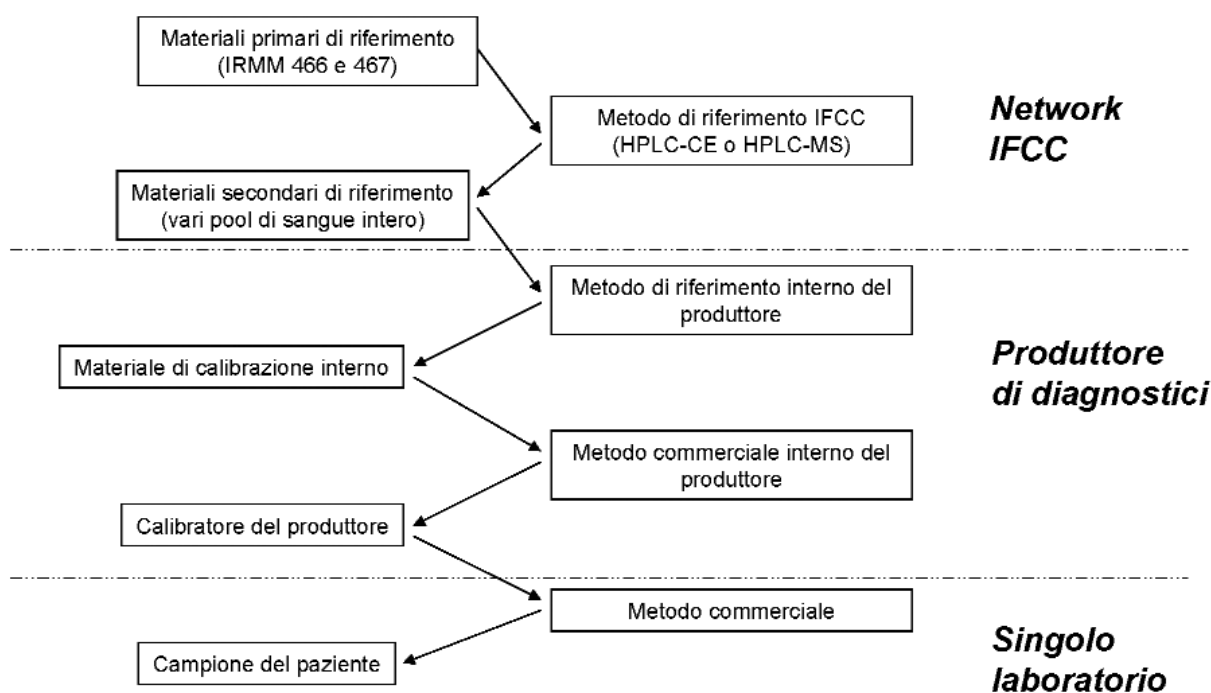 Materiali primari di riferimento
(IRMM 466 e 467)
Metodo di riferimento IFCC
(HPLC-CE o HPLC-MS)
Network
IFCC
Materiali secondari di riferimento
(vari pool di sangue intero)
Metodo di riferimento interno del
produttore
Materiale di calibrazione interno
Produttore
di diagnostici
Metodo commerciale interno del
produttore
Calibratore del produttore
Metodo commerciale
Campione del paziente
Singolo
laboratorio